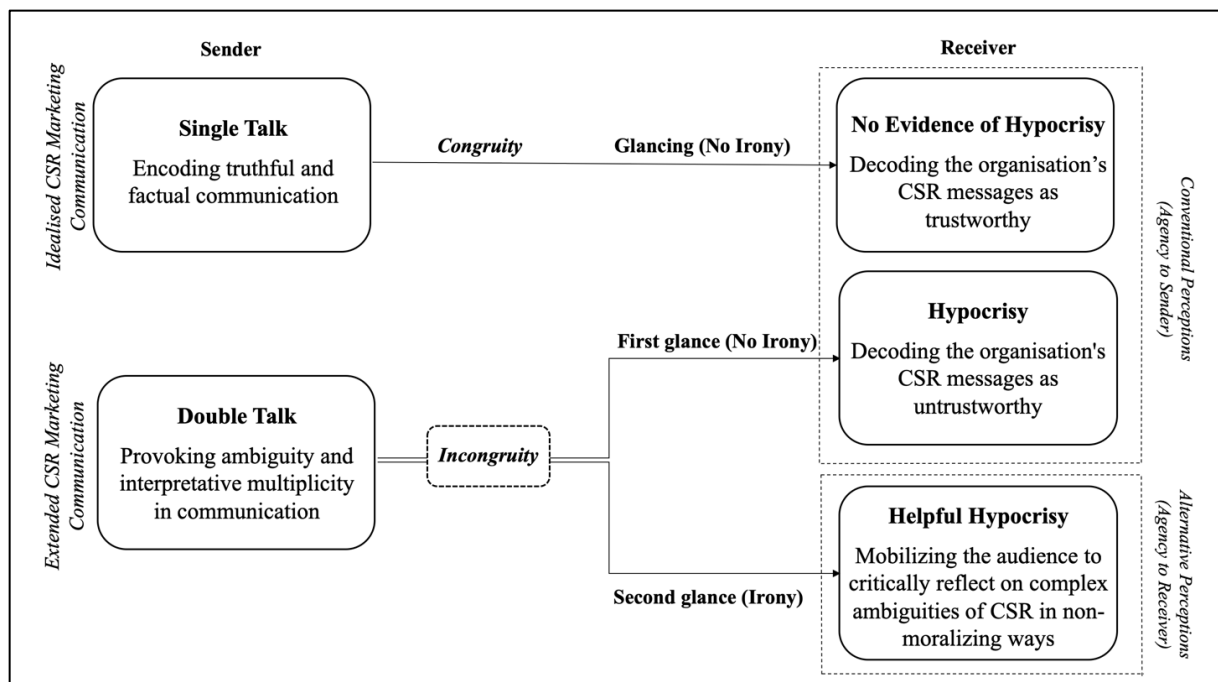 Sender
Receiver
Idealised CSR Marketing
Communication
Single Talk
Encoding truthful and
factual communication
Congruity
Glancing (No Irony)
No Evidence of Hypocrisy
Decoding the organisation’s
CSR messages as
trustworthy
Conventional Perceptions
(Agency to Sender)
First glance (No Irony)
Hypocrisy
Decoding the organisation's
CSR messages as
untrustworthy
Extended CSR Marketing
Communication
Double Talk
Provoking ambiguity and
interpretative multiplicity
in communication
Incongruity
Second glance (Irony)
Helpful Hypocrisy
Mobilizing the audience to
critically reflect on complex
ambiguities of CSR in non-
moralizing ways
Alternative Perceptions
(Agency to Receiver)